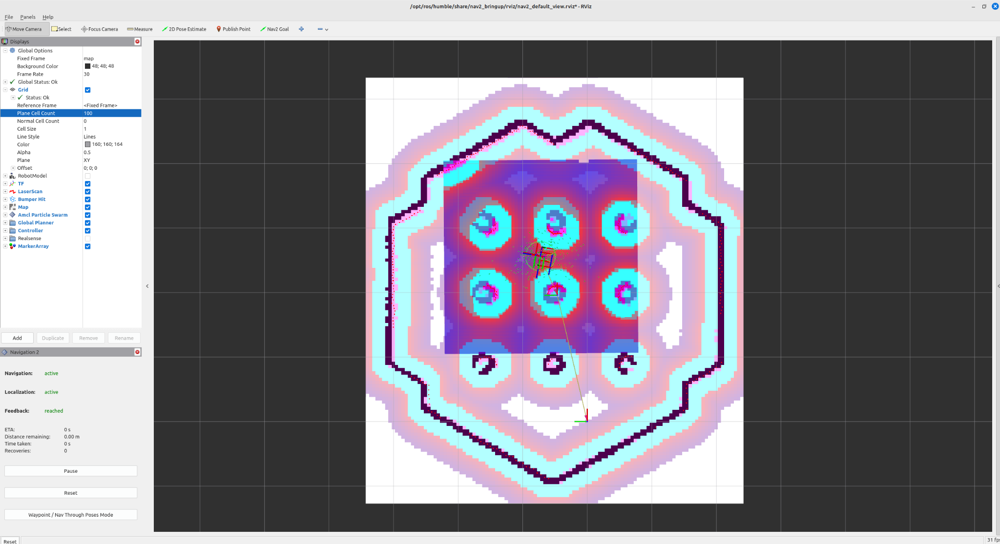 /opt/ros/humble/share/nav2_bringup/rviz/nav2_default_view.rviz* - RViz
File Panels Help
Move Camera Select Focus Camera Measure 2D Pose Estimate Publish Point Nav2 Goal
Displays
Global Options
Fixed Frame map
Background Color 48; 48; 48
Frame Rate 30
Global Status: Ok
Grid
Status: Ok
Reference Frame <Fixed Frame>
Plane Cell Count 100
Normal Cell Count 0
Cell Size 1
Line Style Lines
Color 160; 160; 164
Alpha 0.5
Plane XY
Offset 0; 0; 0
RobotModel
TF
LaserScan
Bumper Hit
Map
Amcl Particle Swarm
Global Planner
Controller
Realsense
MarkerArray
Add Duplicate Remove Rename
Navigation 2
Navigation: active
Localization: active
Feedback: reached
ETA: 0 s
Distance remaining: 0.00 m
Time taken: 0 s
Recoveries: 0
Pause
Reset
Waypoint / Nav Through Poses Mode
Reset
31 fps